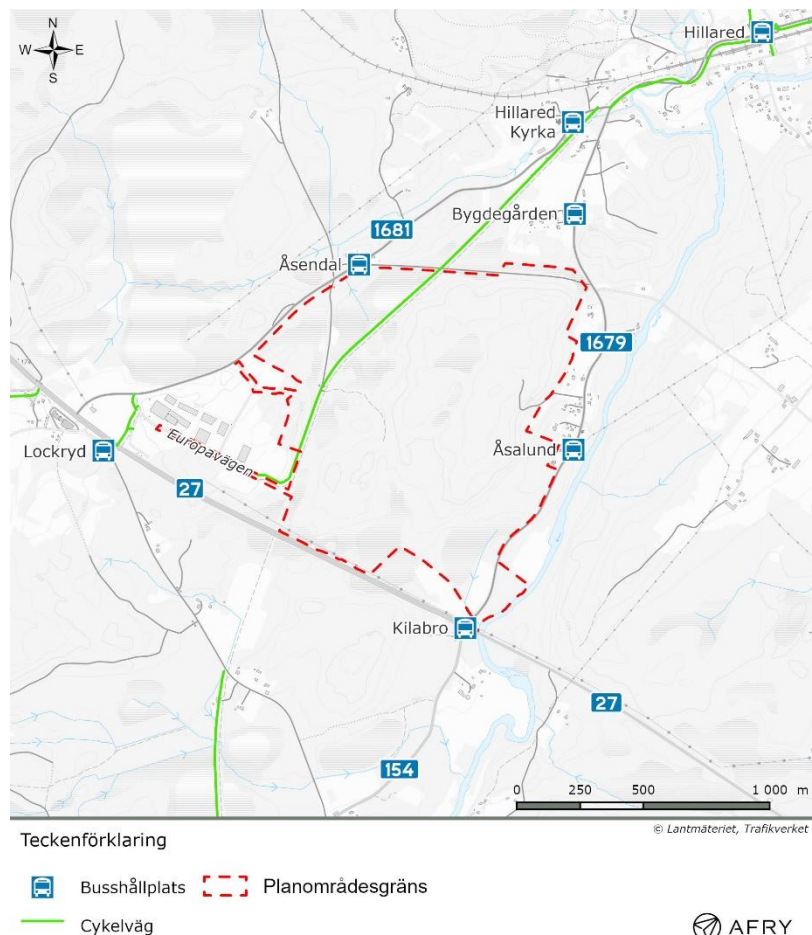 N
W E
S
Hillared
Hillared
Kyrka
Bygdegården
1681
Åsendal
1679
Europavägen
Åsalund
Lockryd
27
Kilabro
27
154
0 250 500 1 000 m
© Lantmäteriet, Trafikverket
Teckenförklaring
Busshållplats
Planområdesgräns
Cykelväg
AFRY